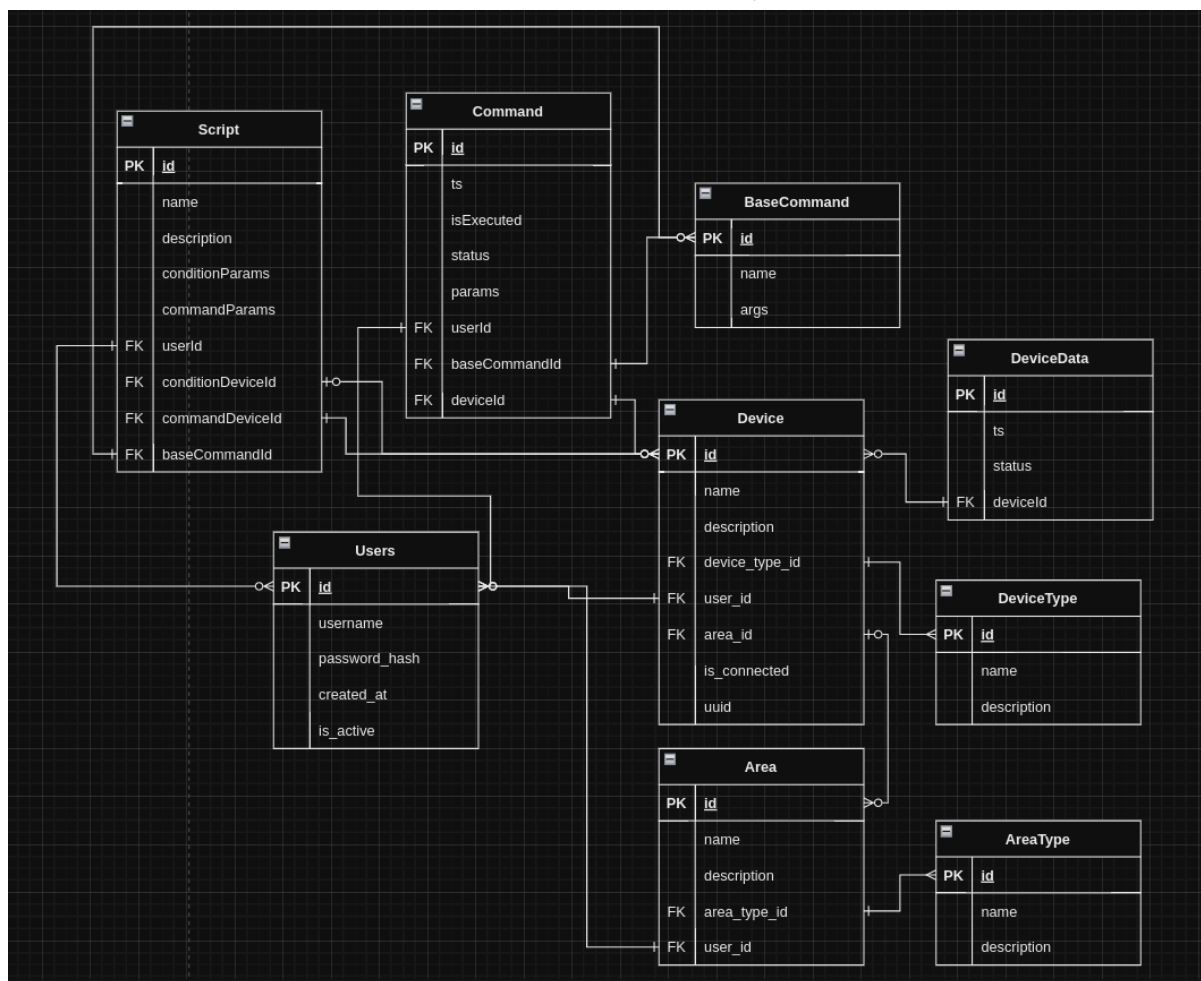 Script
PK id
name
description
conditionParams
commandParams
FK userId
FK conditionDeviceId
FK commandDeviceId
FK baseCommandId
Command
PK id
ts
isExecuted
status
params
FK userId
FK baseCommandId
FK deviceId
BaseCommand
PK id
name
args
DeviceData
PK id
ts
status
FK deviceId
Device
PK id
name
description
FK device_type_id
FK user_id
FK area_id
is_connected
uuid
Users
PK id
username
password_hash
created_at
is_active
DeviceType
PK id
name
description
Area
PK id
name
description
FK area_type_id
FK user_id
AreaType
PK id
name
description